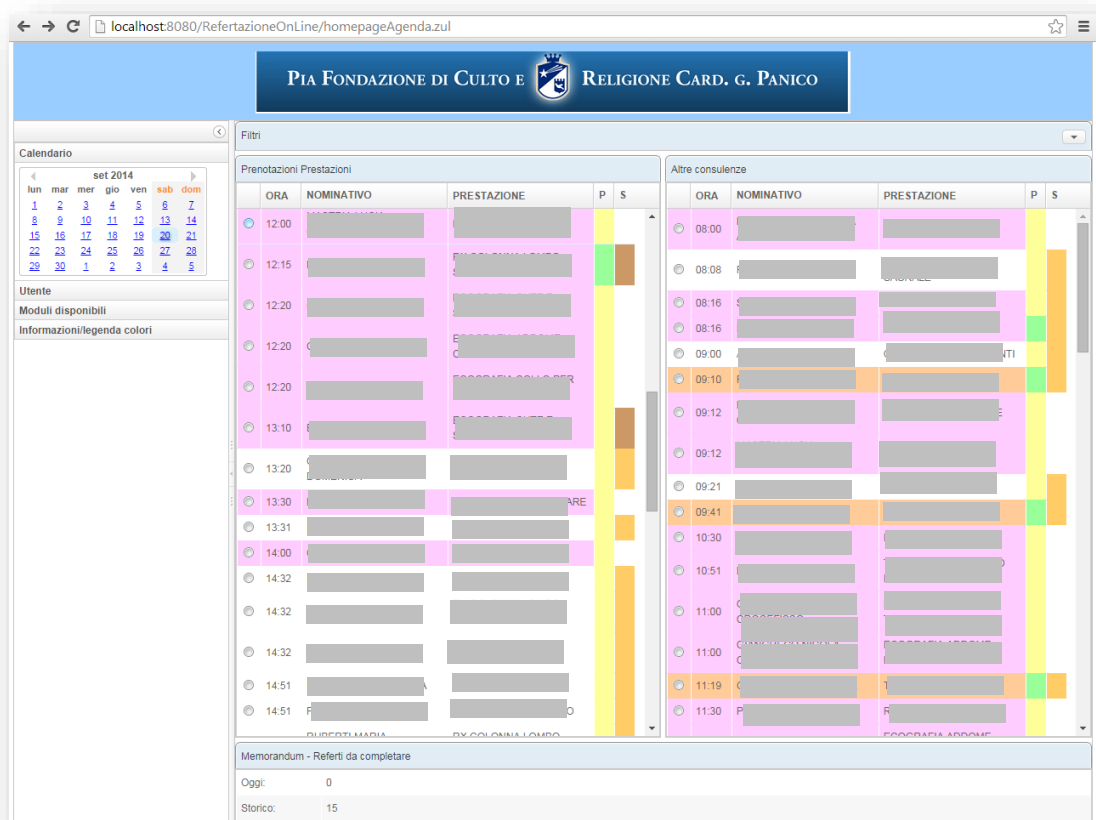 localhost:8080/RefertazioneOnLine/homepageAgenda.zul
PIA FONDAZIONE DI CULTO E RELIGIONE CARD. G. PANICO
Filtri
Calendario
set 2014
lun mar mer gio ven sab dom
1 2 3 4 5 6 7
8 9 10 11 12 13 14
15 16 17 18 19 20 21
22 23 24 25 26 27 28
29 30 1 2 3 4 5
Utente
Moduli disponibili
Informazioni/legenda colori
Prenotazioni Prestazioni
ORA NOMINATIVO PRESTAZIONE P S
12:00
12:15
12:20
12:20
12:20
13:10
13:20
13:30
13:31
14:00
14:32
14:32
14:32
14:51
14:51
RX COLONNA LOMBO
Altre consulenze
ORA NOMINATIVO PRESTAZIONE P S
08:00
08:08
08:16
08:16
09:00
09:10
09:12
09:12
09:21
09:41
10:30
10:51
11:00
11:00
11:19
11:30
ECOGRAFIA ADDOME
Memorandum - Referti da completare
Oggi: 0
Storico: 15